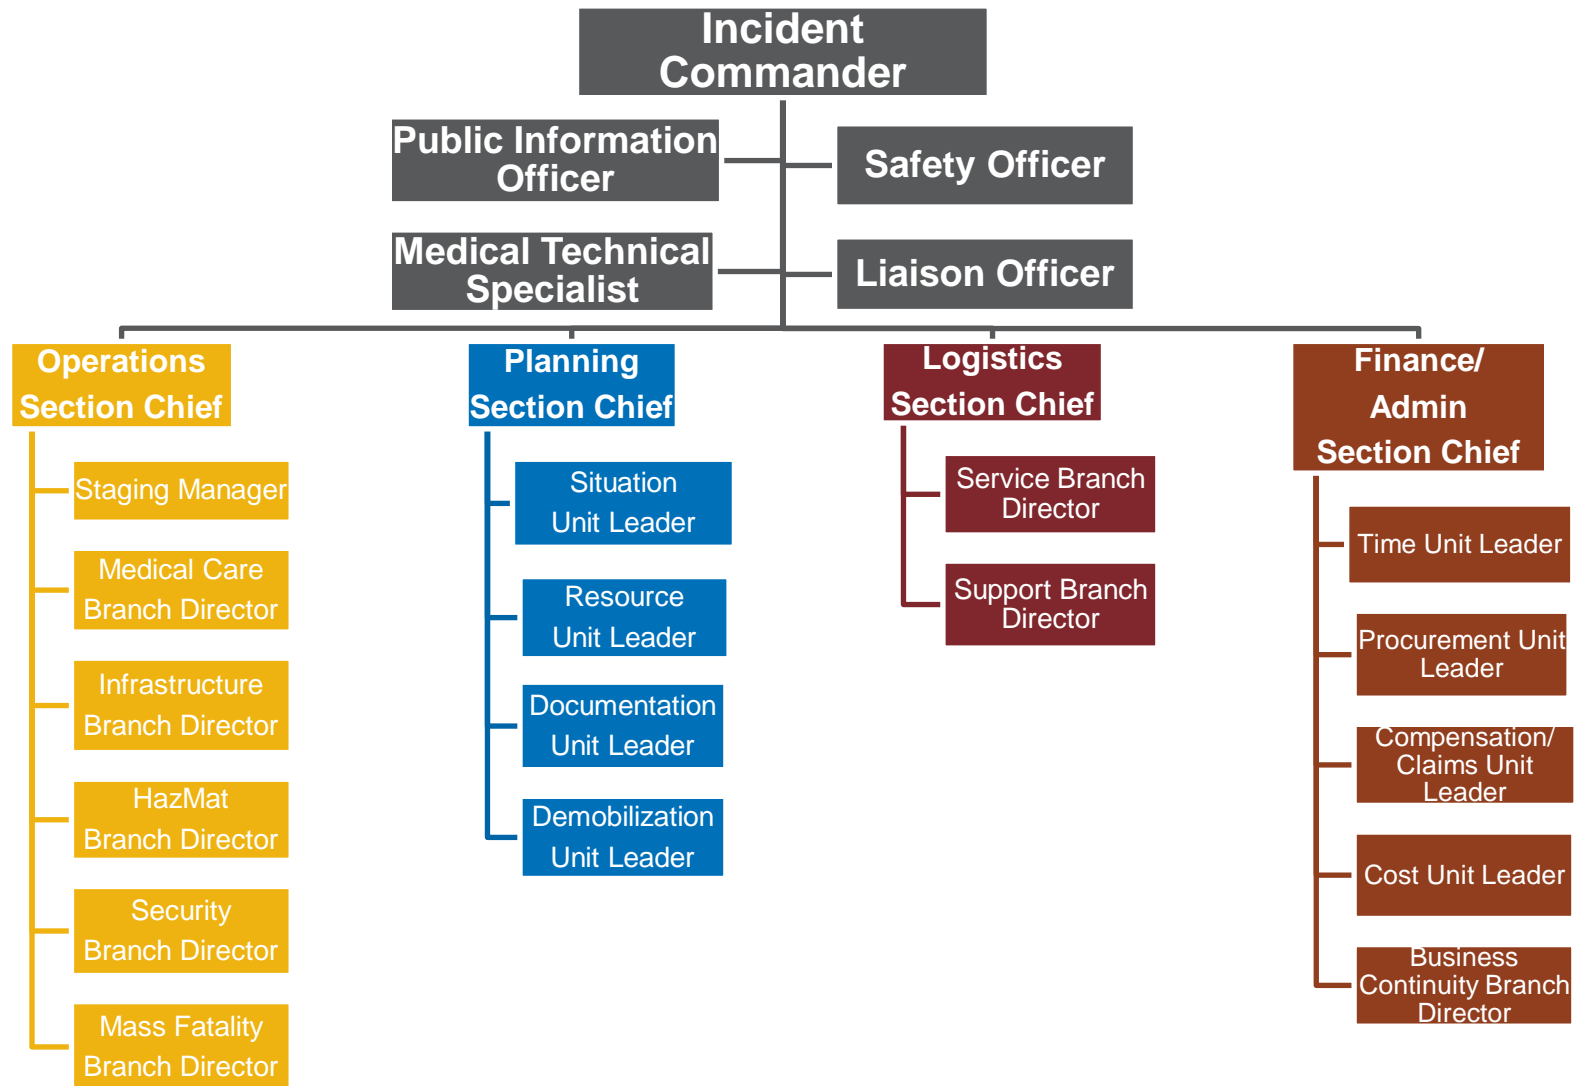 Incident
Commander
Public Information
Officer
Safety Officer
Medical Technical
Specialist
Liaison Officer
Operations
Section Chief
Staging Manager
Medical Care
Branch Director
Infrastructure
Branch Director
HazMat
Branch Director
Security
Branch Director
Mass Fatality
Branch Director
Planning
Section Chief
Situation
Unit Leader
Resource
Unit Leader
Documentation
Unit Leader
Demobilization
Unit Leader
Logistics
Section Chief
Service Branch
Director
Support Branch
Director
Finance/
Admin
Section Chief
Time Unit Leader
Procurement Unit
Leader
Compensation/
Claims Unit
Leader
Cost Unit Leader
Business
Continuity Branch
Director